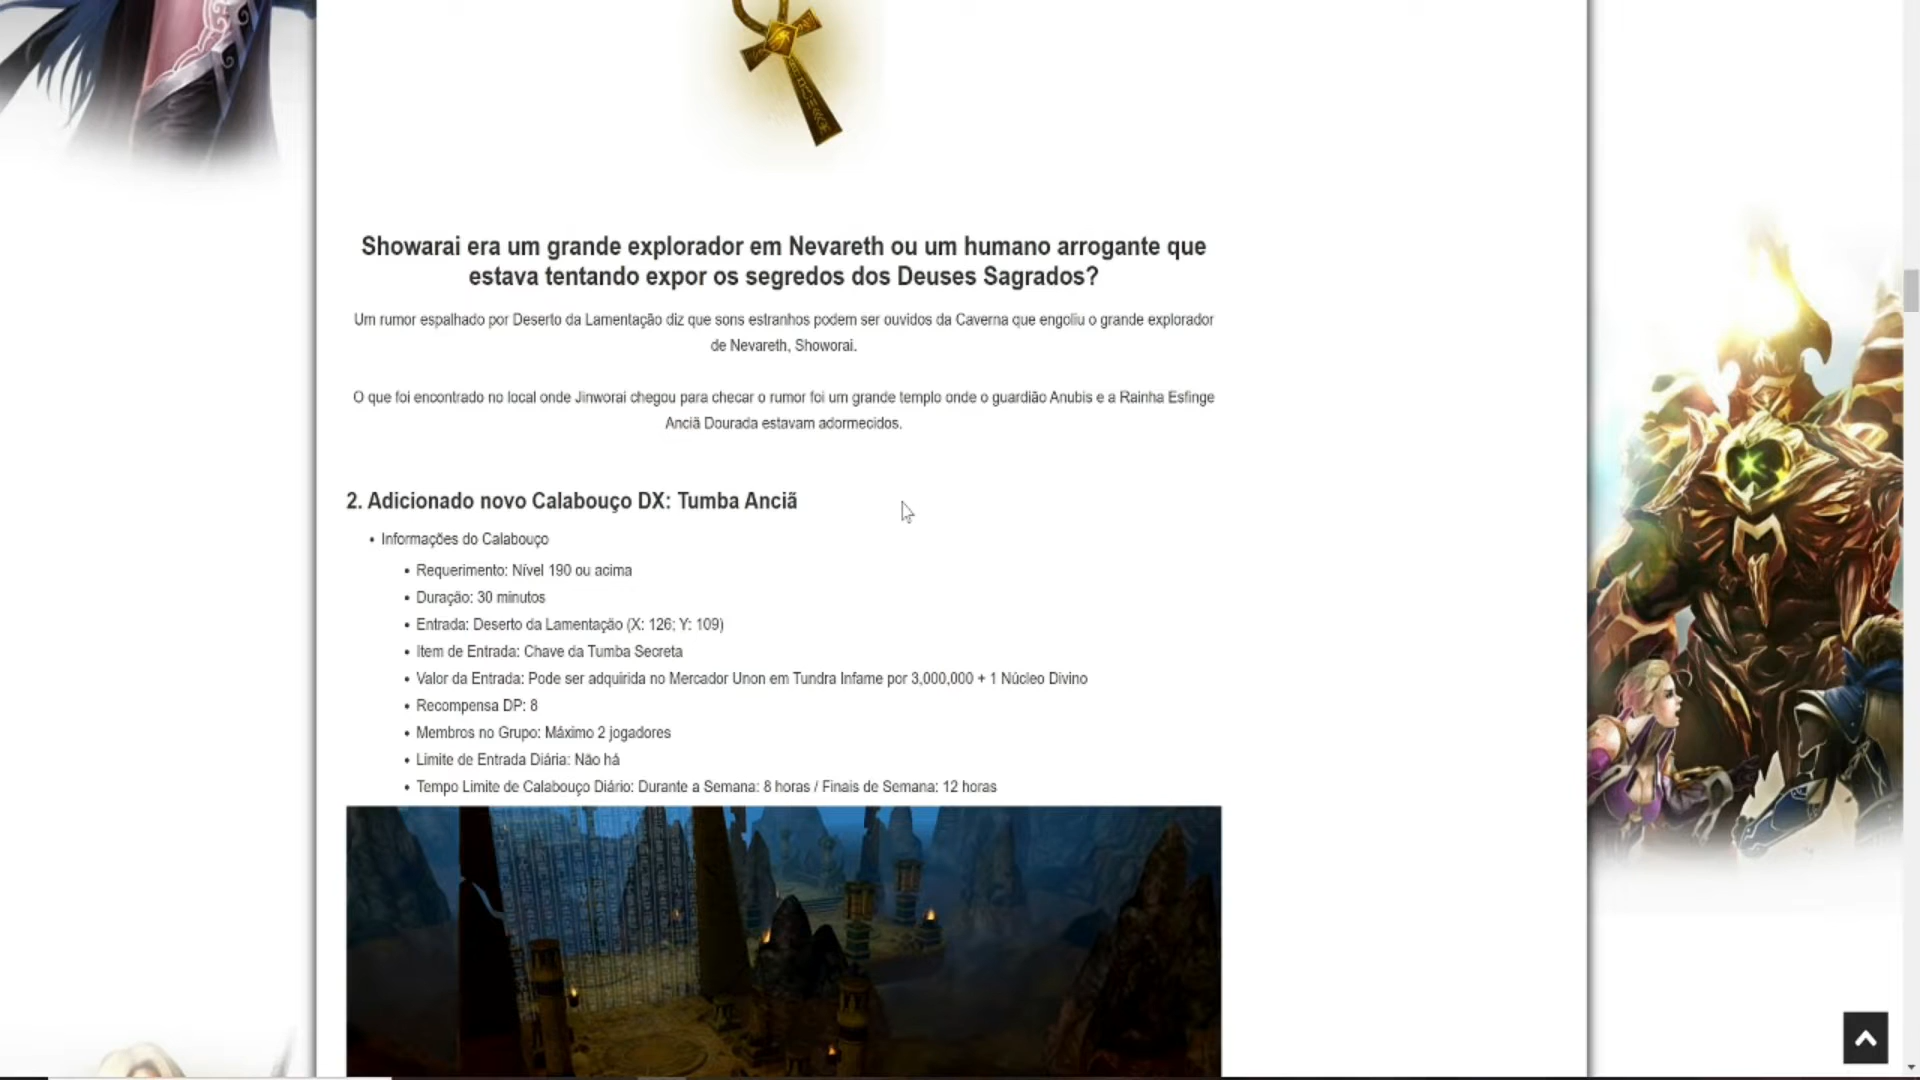 Showarai era um grande explorador em Nevareth ou um humano arrogante que
estava tentando expor os segredos dos Deuses Sagrados?
Um rumor espalhado por Deserto da Lamentação diz que sons estranhos podem ser ouvidos da Caverna que engoliu o grande explorador
de Nevareth, Showorai.
O que foi encontrado no local onde Jinworai chegou para checar o rumor foi um grande templo onde o guardião Anubis e a Rainha Esfinge
Anciã Dourada estavam adormecidos.
2. Adicionado novo Calabouço DX: Tumba Anciã
• Informações do Calabouço
• Requerimento: Nível 190 ou acima
• Duração: 30 minutos
• Entrada: Deserto da Lamentação (X: 126; Y: 109)
• Item de Entrada: Chave da Tumba Secreta
• Valor da Entrada: Pode ser adquirida no Mercador Unon em Tundra Infame por 3,000,000 + 1 Núcleo Divino
• Recompensa DP: 8
• Membros no Grupo: Máximo 2 jogadores
• Limite de Entrada Diária: Não há
• Tempo Limite de Calabouço Diário: Durante a Semana: 8 horas / Finais de Semana: 12 horas